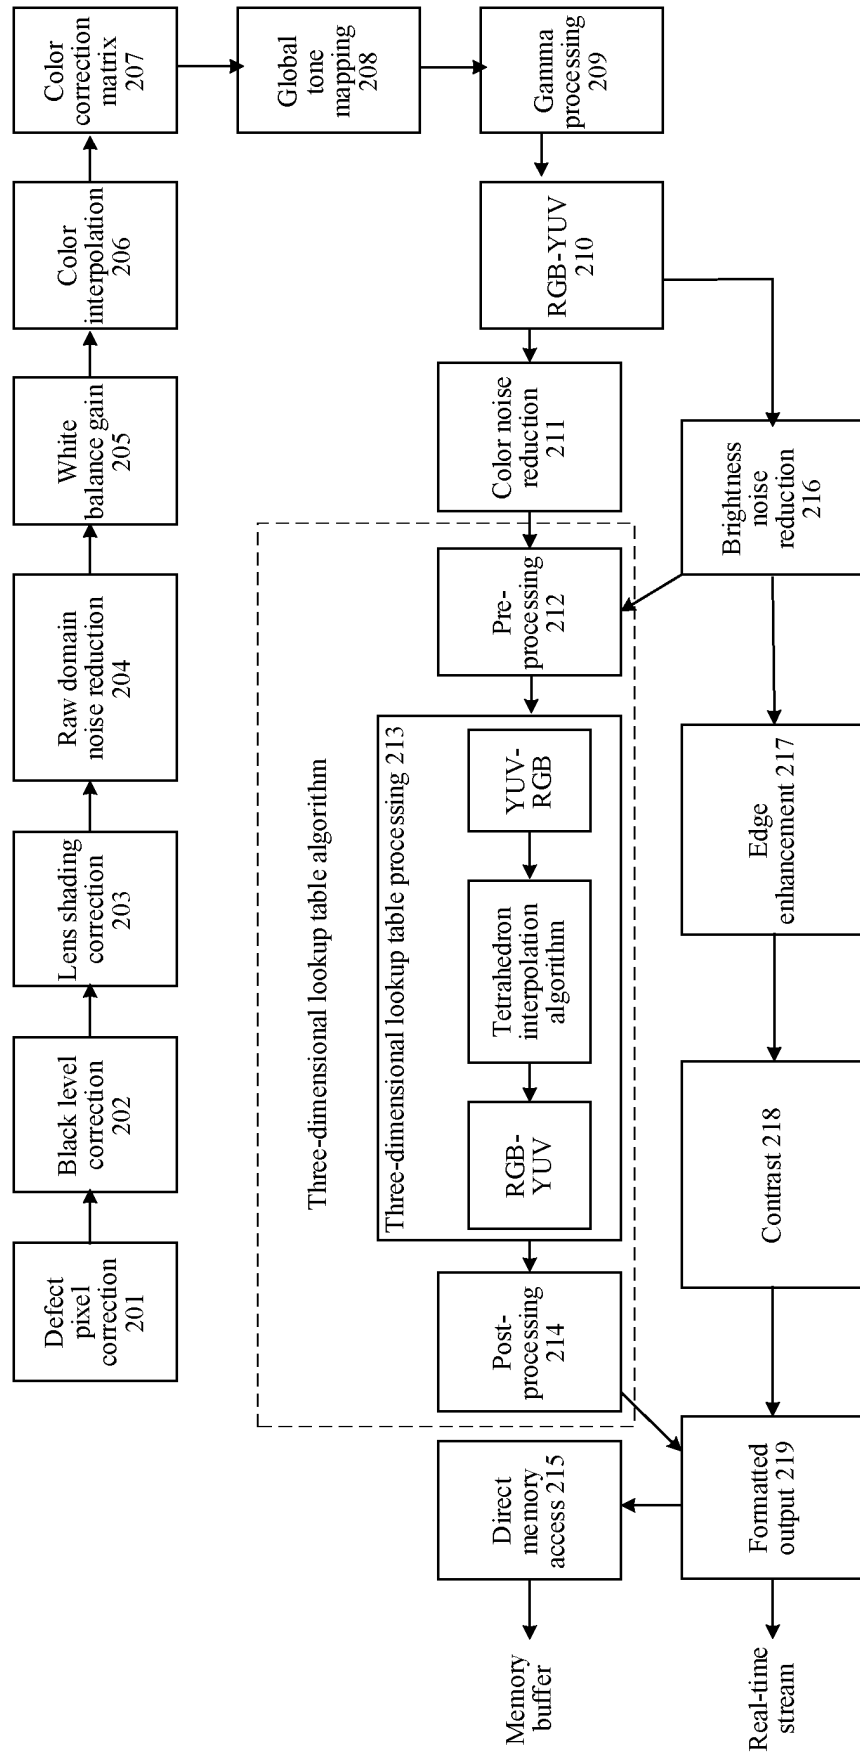 Defect
pixel
correction
201
Black level
correction
202
Lens shading
correction
203
Raw domain
noise reduction
204
White
balance gain
205
Color
interpolation
206
Color
correction
matrix
207
Global
tone
mapping
208
Gamma
processing
209
RGB-YUV
210
Color noise
reduction
211
Pre-
processing
212
Three-dimensional lookup table algorithm
Three-dimensional lookup table processing 213
YUV-
RGB
Tetrahedron
interpolation
algorithm
RGB-
YUV
Post-
processing
214
Direct
memory
access 215
Memory
buffer
Brightness
noise
reduction
216
Edge
enhancement 217
Contrast 218
Formatted
output 219
Real-time
stream